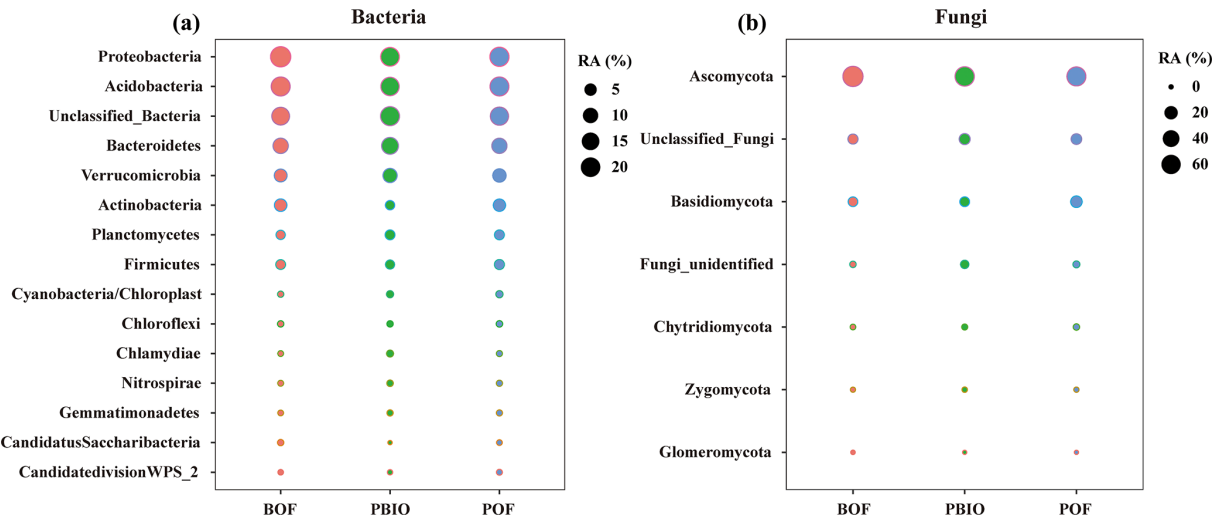 (a) Bacteria
Proteobacteria
Acidobacteria
Unclassified_Bacteria
Bacteroidetes
Verrucomicrobia
Actinobacteria
Planctomycetes
Firmicutes
Cyanobacteria/Chloroplast
Chloroflexi
Chlamydiae
Nitrospirae
Gemmatimonadetes
CandidatusSaccharibacteria
CandidatedivisionWPS_2
BOF PBIO POF
RA (%)
5
10
15
20
(b) Fungi
Ascomycota
Unclassified_Fungi
Basidiomycota
Fungi_unidentified
Chytridiomycota
Zygomycota
Glomeromycota
BOF PBIO POF
RA (%)
0
20
40
60